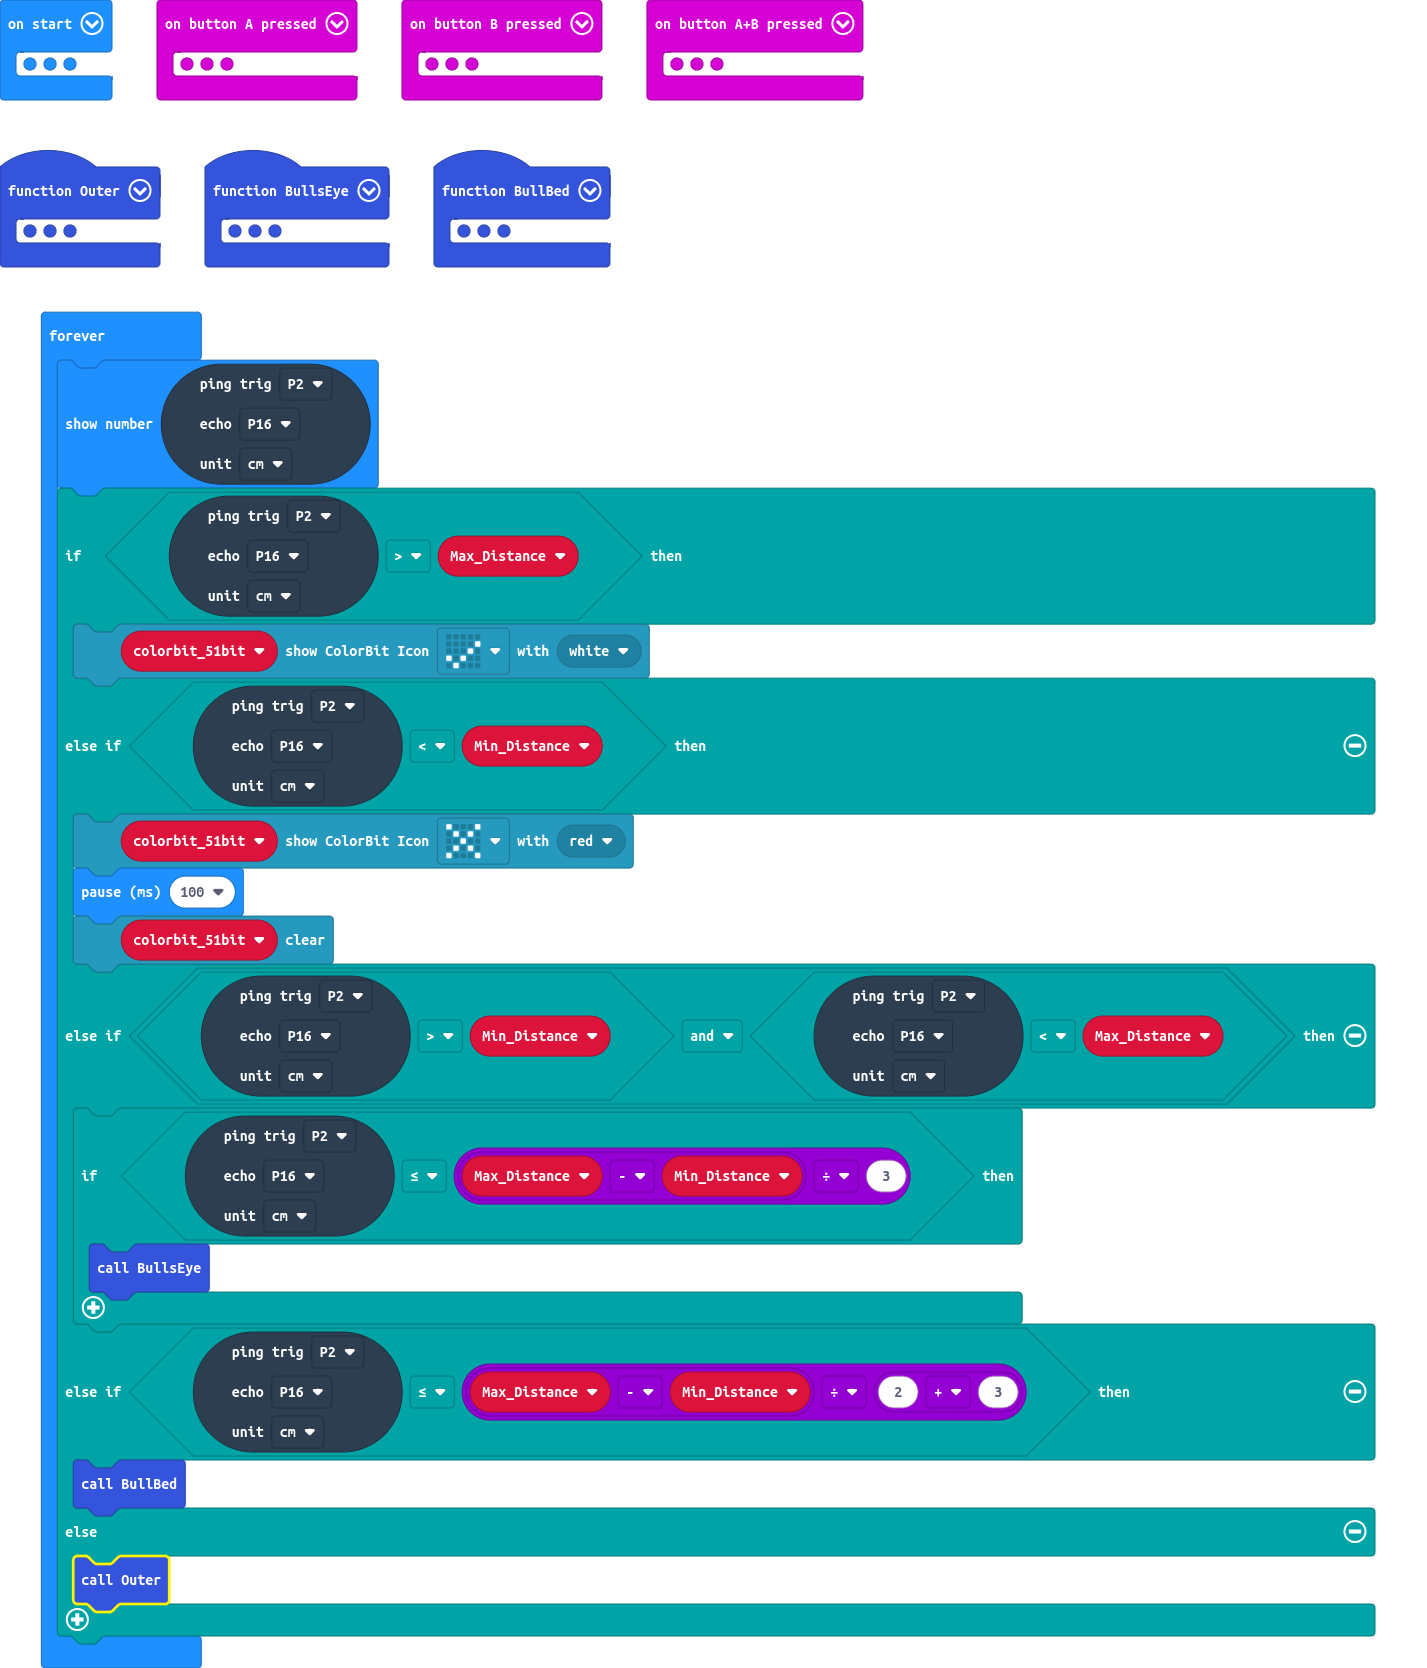 on start
on button A pressed
on button B pressed
on button A+B pressed
function Outer
function BullsEye
function BullBed
forever
show number
ping trig P2
echo P16
unit cm
if
ping trig P2
echo P16
unit cm
> Max_Distance
then
colorbit_51bit show ColorBit Icon with white
else if
ping trig P2
echo P16
unit cm
< Min_Distance
then
colorbit_51bit show ColorBit Icon with red
pause (ms) 100
colorbit_51bit clear
else if
ping trig P2
echo P16
unit cm
> Min_Distance
and
ping trig P2
echo P16
unit cm
< Max_Distance
then
if
ping trig P2
echo P16
unit cm
≤ Max_Distance - Min_Distance ÷ 3
then
call BullsEye
else if
ping trig P2
echo P16
unit cm
≤ Max_Distance - Min_Distance ÷ 2 + 3
then
call BullBed
else
call Outer